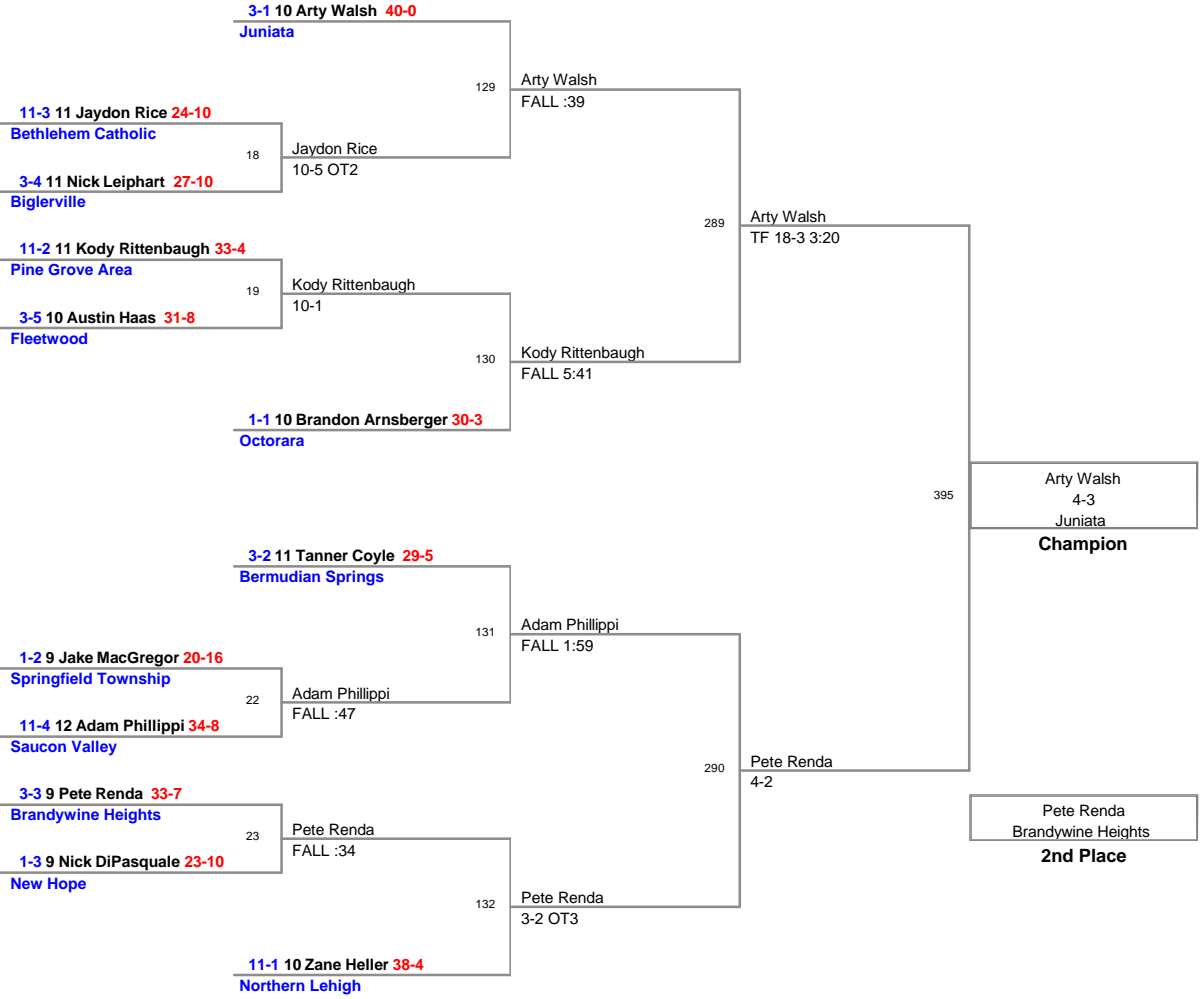 3-1 10 Arty Walsh 40-0
Juniata
129
Arty Walsh
FALL :39
11-3 11 Jaydon Rice 24-10
Bethlehem Catholic
18
Jaydon Rice
10-5 OT2
3-4 11 Nick Leiphart 27-10
Biglerville
289
Arty Walsh
TF 18-3 3:20
11-2 11 Kody Rittenbaugh 33-4
Pine Grove Area
19
Kody Rittenbaugh
10-1
3-5 10 Austin Haas 31-8
Fleetwood
130
Kody Rittenbaugh
FALL 5:41
1-1 10 Brandon Arnsberger 30-3
Octorara
395
Arty Walsh
4-3
Juniata
Champion
3-2 11 Tanner Coyle 29-5
Bermudian Springs
131
Adam Phillippi
FALL 1:59
1-2 9 Jake MacGregor 20-16
Springfield Township
22
Adam Phillippi
FALL :47
11-4 12 Adam Phillippi 34-8
Saucon Valley
290
Pete Renda
4-2
3-3 9 Pete Renda 33-7
Brandywine Heights
23
Pete Renda
FALL :34
1-3 9 Nick DiPasquale 23-10
New Hope
Pete Renda
Brandywine Heights
2nd Place
132
Pete Renda
3-2 OT3
11-1 10 Zane Heller 38-4
Northern Lehigh